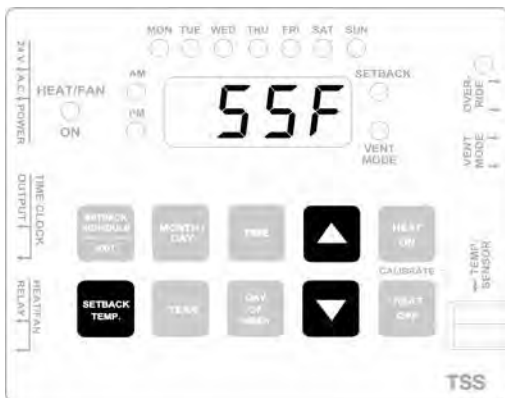 MON TUE WED THU FRI SAT SUN
24 V. A.C. POWER
HEAT/FAN
ON
AM
PM
55F
SETBACK
VENT
MODE
OVER-
RIDE
VENT
MODE
TIME CLOCK
OUTPUT
SETBACK
SCHEDULE
EXIT
MONTH /
DAY
TIME
HEAT
ON
CALIBRATE
TEMP.
SENSOR
HEAT/FAN
RELAY
SETBACK
TEMP.
DAY
OF
HEAT
OFF
TSS